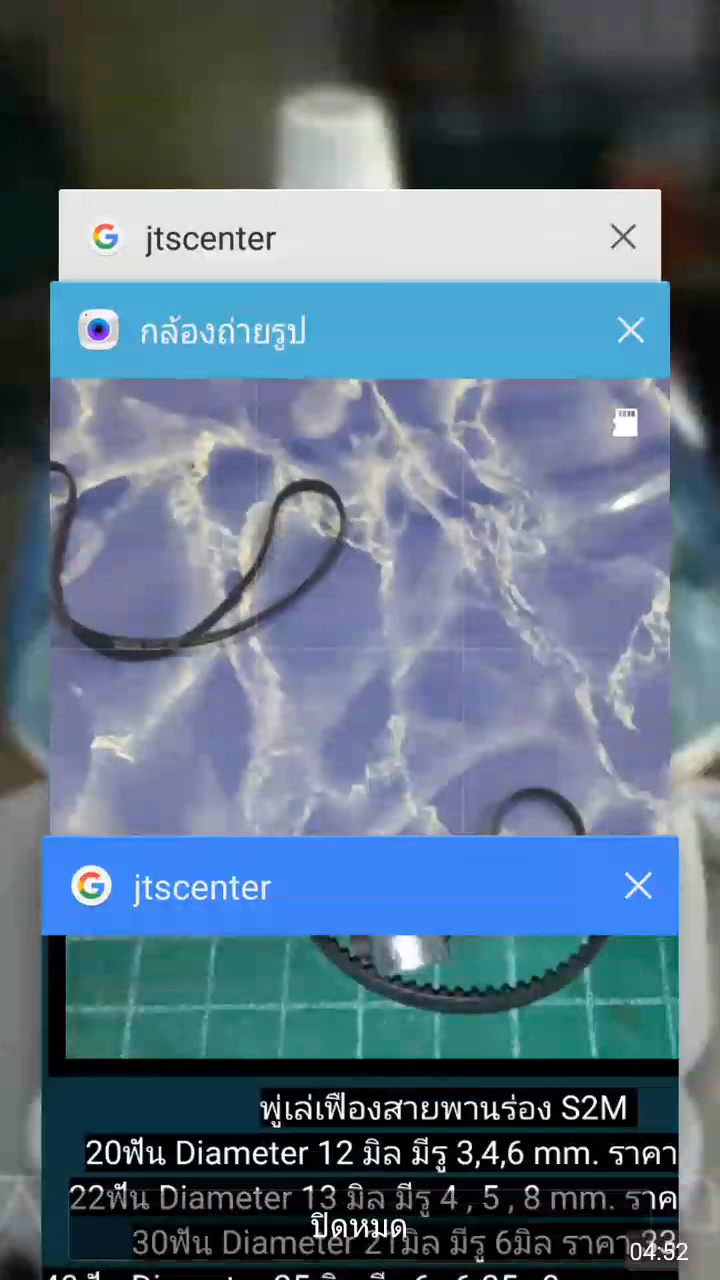 jtscenter
กล้องถ่ายรูป
jtscenter
พู่เล่เฟืองสายพานร่อง S2M
20ฟัน Diameter 12 มิล มีรู 3,4,6 mm. ราคา
22ฟัน Diameter 13 มิล มีรู 4 , 5 , 8 mm. ราค
ปิดหมด
30ฟัน Diameter 21มิล มีรู 6มิล ราคา 33
04:52